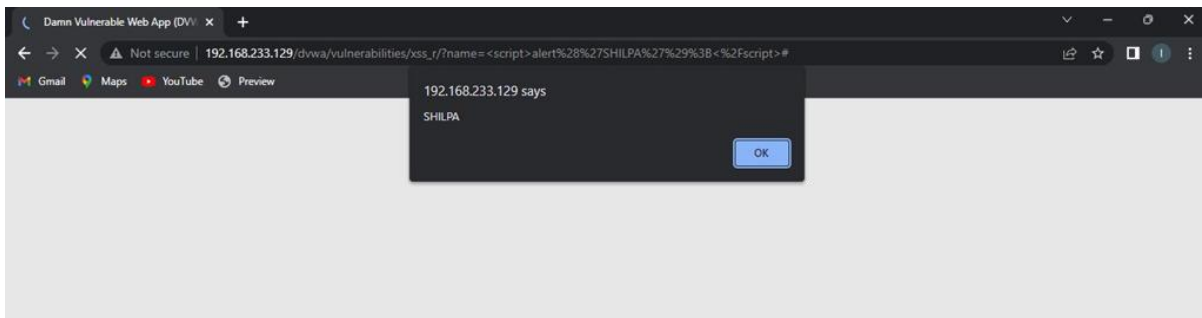 Damn Vulnerable Web App (DVW
Not secure | 192.168.233.129/dvwa/vulnerabilities/xss_r/?name=<script>alert%28%27SHILPA%27%29%3B<%2Fscript>#
Gmail Maps YouTube Preview
192.168.233.129 says
SHILPA
OK